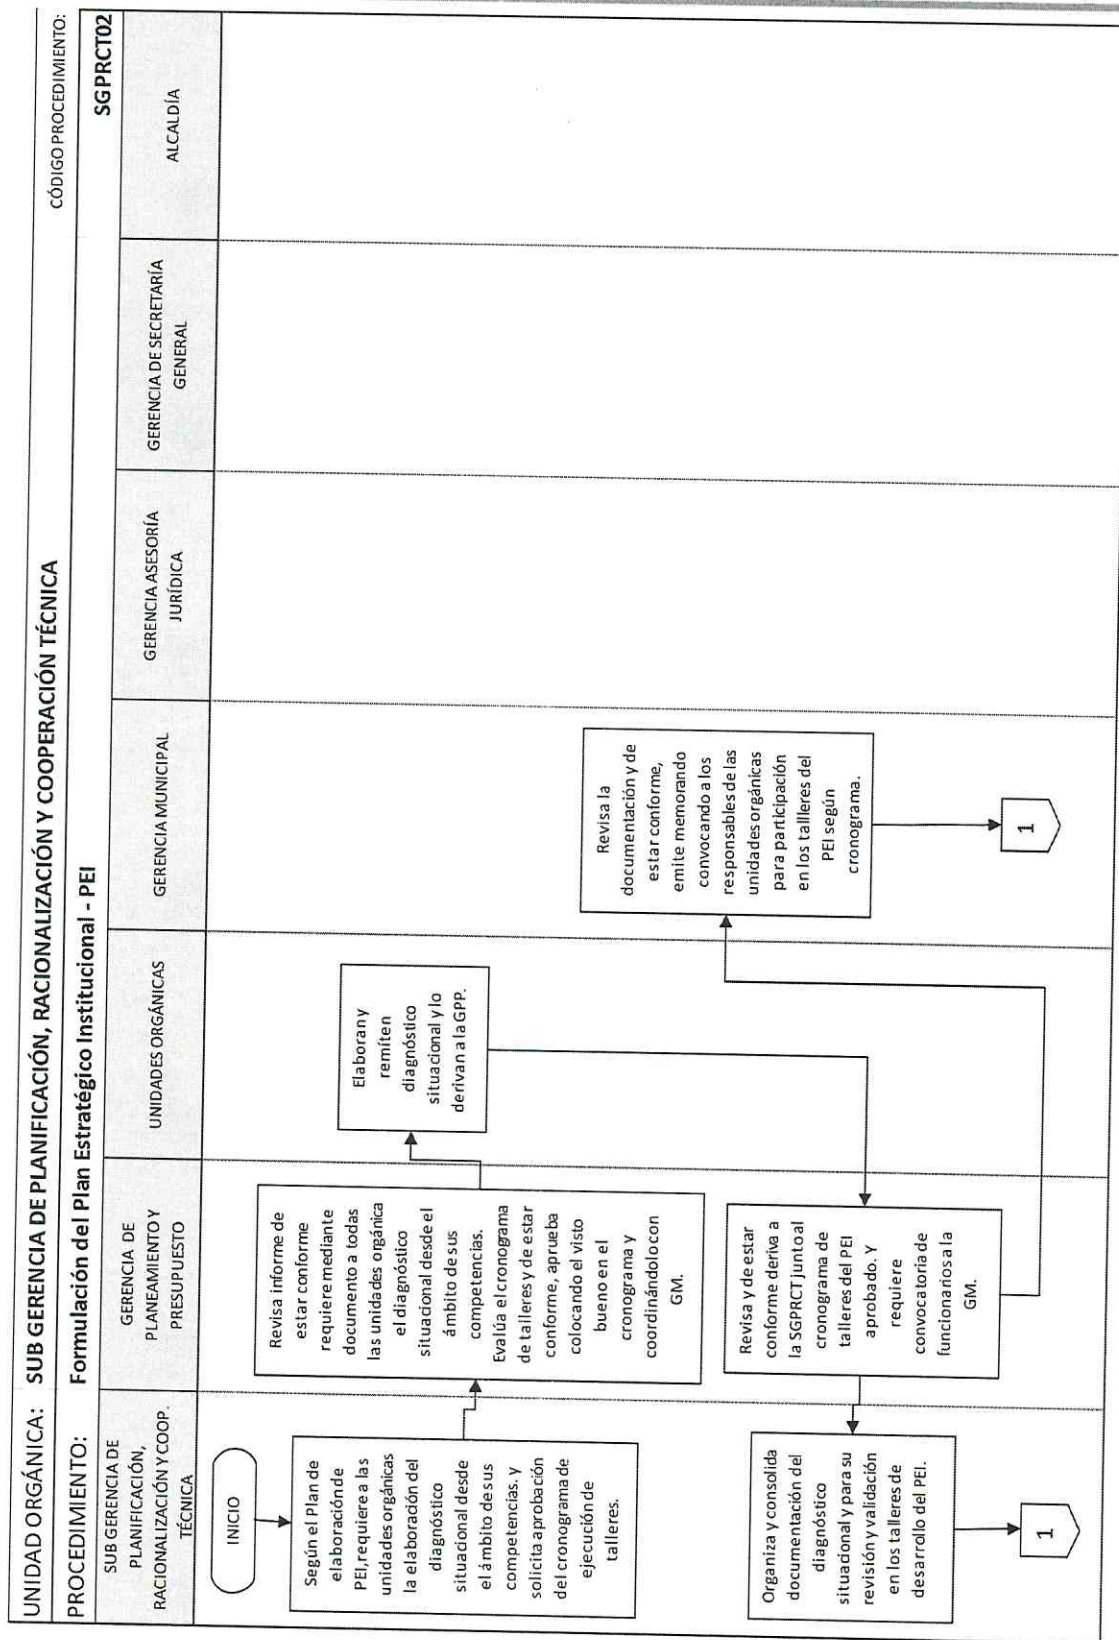 UNIDAD ORGÁNICA: SUB GERENCIA DE PLANIFICACIÓN, RACIONALIZACIÓN Y COOPERACIÓN TÉCNICA
CÓDIGO PROCEDIMIENTO:
PROCEDIMIENTO: Formulación del Plan Estratégico Institucional - PEI
SGPRCT02
SUB GERENCIA DE
PLANIFICACIÓN,
RACIONALIZACIÓN Y COOP.
TÉCNICA
GERENCIA DE
PLANEAMIENTO Y
PRESUPUESTO
UNIDADES ORGÁNICAS
GERENCIA MUNICIPAL
GERENCIA ASESORÍA
JURÍDICA
GERENCIA DE SECRETARÍA
GENERAL
ALCALDÍA
INICIO
Según el Plan de
elaboración de
PEI, requiere a las
unidades orgánicas
la elaboración del
diagnóstico
situacional desde
el ámbito de sus
competencias. y
solicita aprobación
del cronograma de
ejecución de
talleres.
Revisa informe de
estar conforme
requiere mediante
documento a todas
las unidades orgánica
el diagnóstico
situacional desde el
ámbito de sus
competencias.
Evalúa el cronograma
de talleres y de estar
conforme, aprueba
colocando el visto
bueno en el
cronograma y
coordinándolo con
GM.
Elaboran y
remiten
diagnóstico
situacional y lo
derivan a la GPP.
Revisa y de estar
conforme deriva a
la SGPRCT junto al
cronograma de
talleres del PEI
aprobado. Y
requiere
convocatoria de
funcionarios a la
GM.
Organiza y consolida
documentación del
diagnóstico
situacional y para su
revisión y validación
en los talleres de
desarrollo del PEI.
1
Revisa la
documentación y de
estar conforme,
emite memorando
convocando a los
responsables de las
unidades orgánicas
para participación
en los tallleres del
PEI según
cronograma.
1